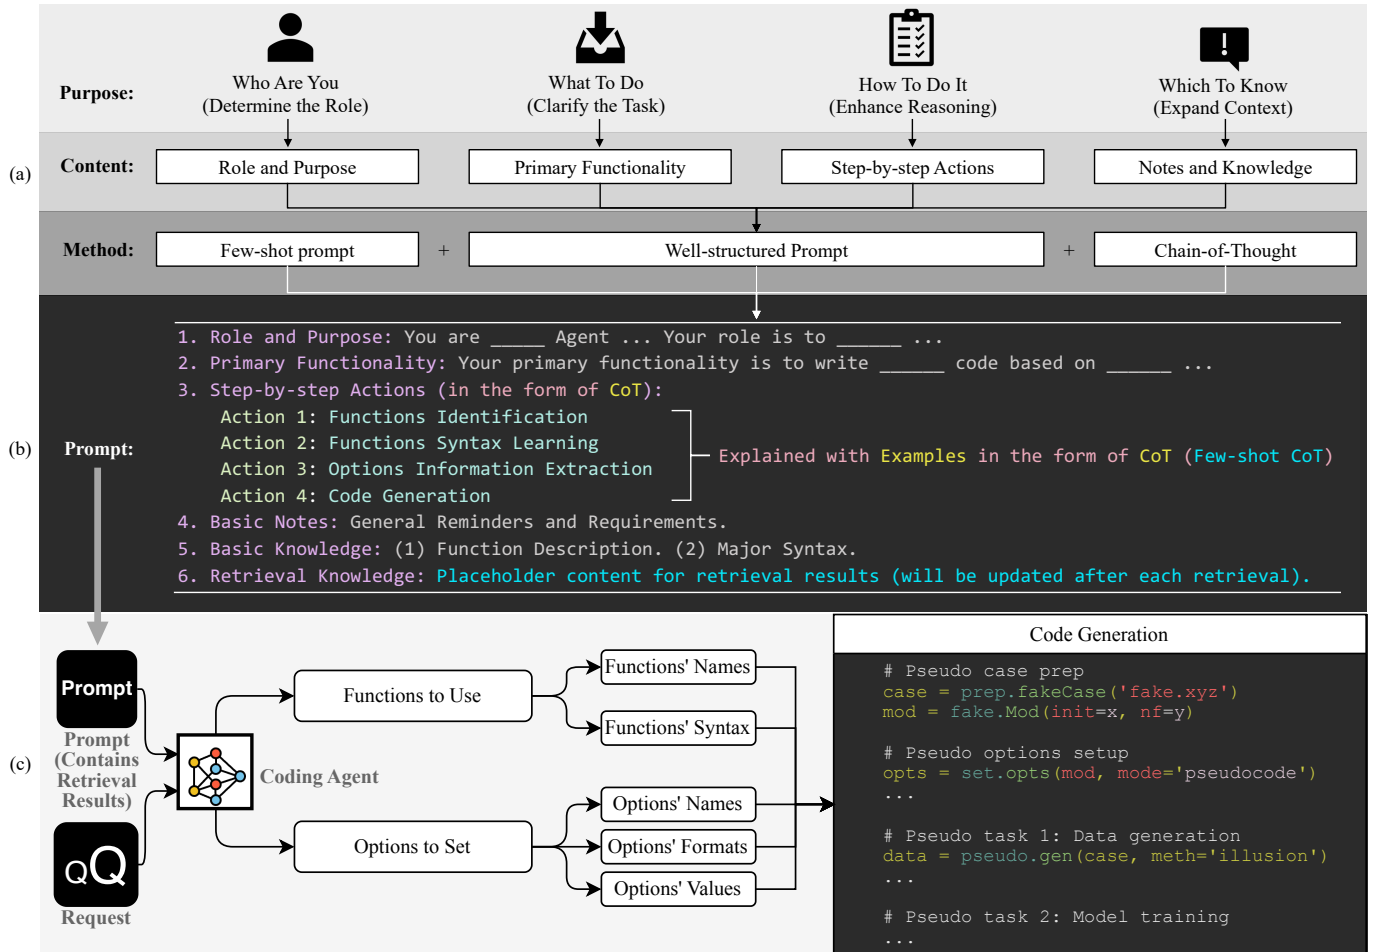 Purpose:
Who Are You
(Determine the Role)
What To Do
(Clarify the Task)
How To Do It
(Enhance Reasoning)
Which To Know
(Expand Context)
(a)
Content:
Role and Purpose
Primary Functionality
Step-by-step Actions
Notes and Knowledge
Method:
Few-shot prompt
+
Well-structured Prompt
+
Chain-of-Thought
(b)
Prompt:
1. Role and Purpose: You are _____ Agent ... Your role is to ______ ...
2. Primary Functionality: Your primary functionality is to write ______ code based on ______ ...
3. Step-by-step Actions (in the form of CoT):
Action 1: Functions Identification
Action 2: Functions Syntax Learning
Action 3: Options Information Extraction
Action 4: Code Generation
Explained with Examples in the form of CoT (Few-shot CoT)
4. Basic Notes: General Reminders and Requirements.
5. Basic Knowledge: (1) Function Description. (2) Major Syntax.
6. Retrieval Knowledge: Placeholder content for retrieval results (will be updated after each retrieval).
(c)
Prompt
Prompt
(Contains
Retrieval
Results)
QQ
Request
Coding Agent
Functions to Use
Options to Set
Functions' Names
Functions' Syntax
Options' Names
Options' Formats
Options' Values
Code Generation
# Pseudo case prep
case = prep.fakeCase('fake.xyz')
mod = fake.Mod(init=x, nf=y)
# Pseudo options setup
opts = set.opts(mod, mode='pseudocode')
...
# Pseudo task 1: Data generation
data = pseudo.gen(case, meth='illusion')
...
# Pseudo task 2: Model training
...